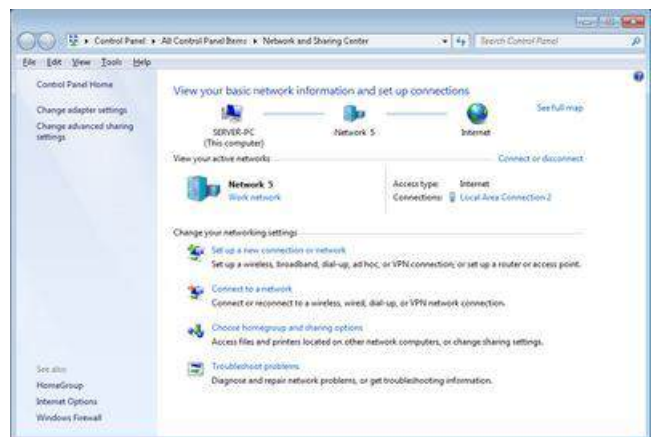 Control Panel ▸ All Control Panel Items ▸ Network and Sharing Center
Search Control Panel
File Edit View Tools Help
Control Panel Home
Change adapter settings
Change advanced sharing
settings
See also
HomeGroup
Internet Options
Windows Firewall
View your basic network information and set up connections
See full map
SERVER-PC
(This computer)
Network 5
Internet
View your active networks
Connect or disconnect
Network 5
Work network
Access type: Internet
Connections: Local Area Connection 2
Change your networking settings
Set up a new connection or network
Set up a wireless, broadband, dial-up, ad hoc, or VPN connection; or set up a router or access point.
Connect to a network
Connect or reconnect to a wireless, wired, dial-up, or VPN network connection.
Choose homegroup and sharing options
Access files and printers located on other network computers, or change sharing settings.
Troubleshoot problems
Diagnose and repair network problems, or get troubleshooting information.